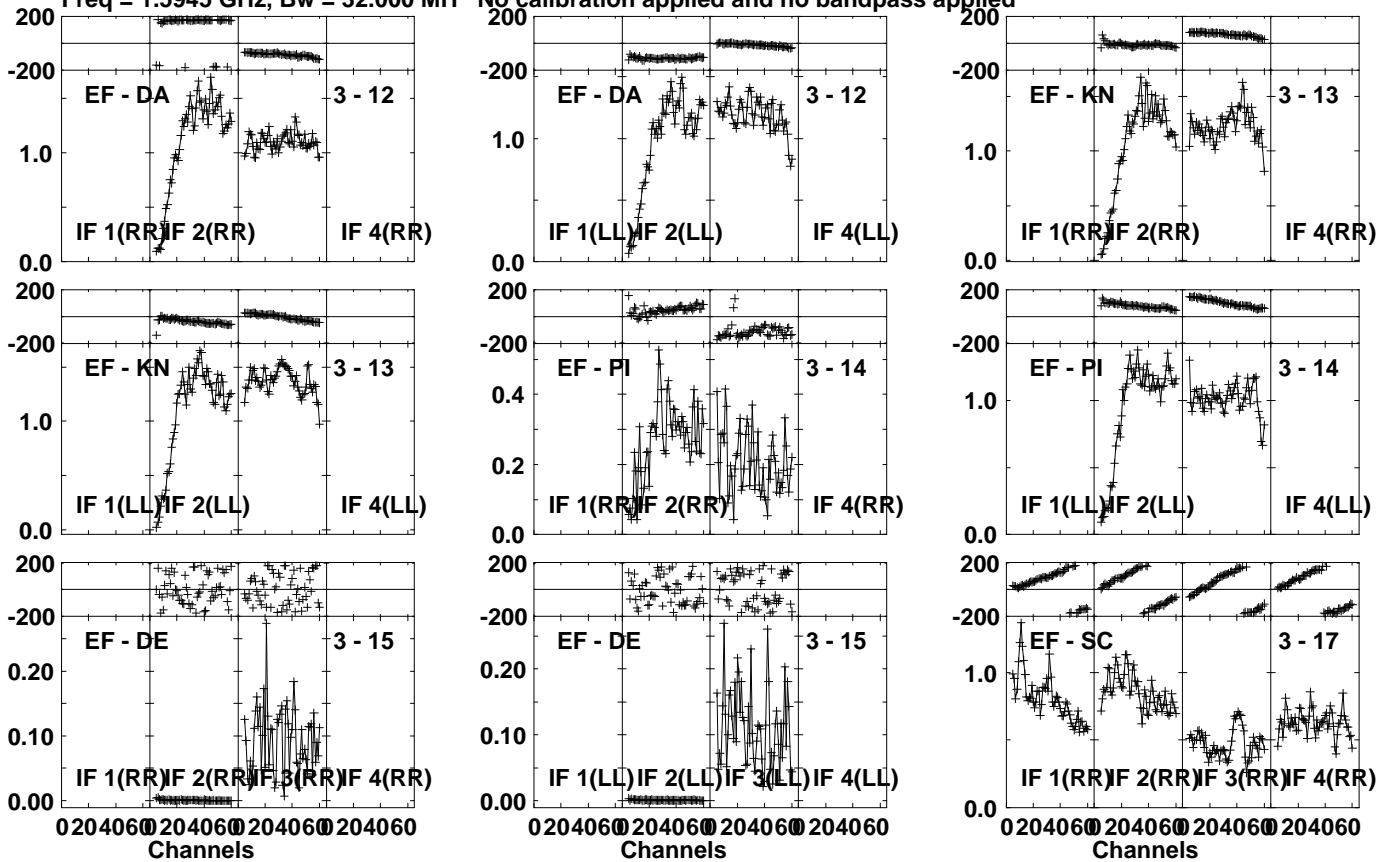 Freq = 1.5945 GHz, Bw = 32.000 MH No calibration applied and no bandpass applied
200
-200
EF - DA
3 - 12
1.0
IF 1(RR)
IF 2(RR)
IF 4(RR)
0.0
EF - DA
3 - 12
1.0
IF 1(LL)
IF 2(LL)
IF 4(LL)
0.0
200
-200
200
-200
EF - KN
3 - 13
1.0
IF 1(RR)
IF 2(RR)
IF 4(RR)
0.0
200
-200
EF - KN
3 - 13
1.0
IF 1(LL)
IF 2(LL)
IF 4(LL)
0.0
200
-200
EF - PI
3 - 14
0.4
0.2
IF 1(RR)
IF 2(RR)
IF 4(RR)
0.0
200
-200
EF - PI
3 - 14
1.0
IF 1(LL)
IF 2(LL)
IF 4(LL)
0.0
200
-200
EF - DE
3 - 15
0.20
0.10
IF 1(RR)
IF 2(RR)
IF 3(RR)
IF 4(RR)
0.00
0 20 40 60 0 20 40 60 0 20 40 60 0 20 40 60
Channels
200
-200
EF - DE
3 - 15
0.20
0.10
IF 1(LL)
IF 2(LL)
IF 3(LL)
IF 4(LL)
0.00
0 20 40 60 0 20 40 60 0 20 40 60 0 20 40 60
Channels
200
-200
EF - SC
3 - 17
1.0
IF 1(RR)
IF 2(RR)
IF 3(RR)
IF 4(RR)
0.0
0 20 40 60 0 20 40 60 0 20 40 60 0 20 40 60
Channels